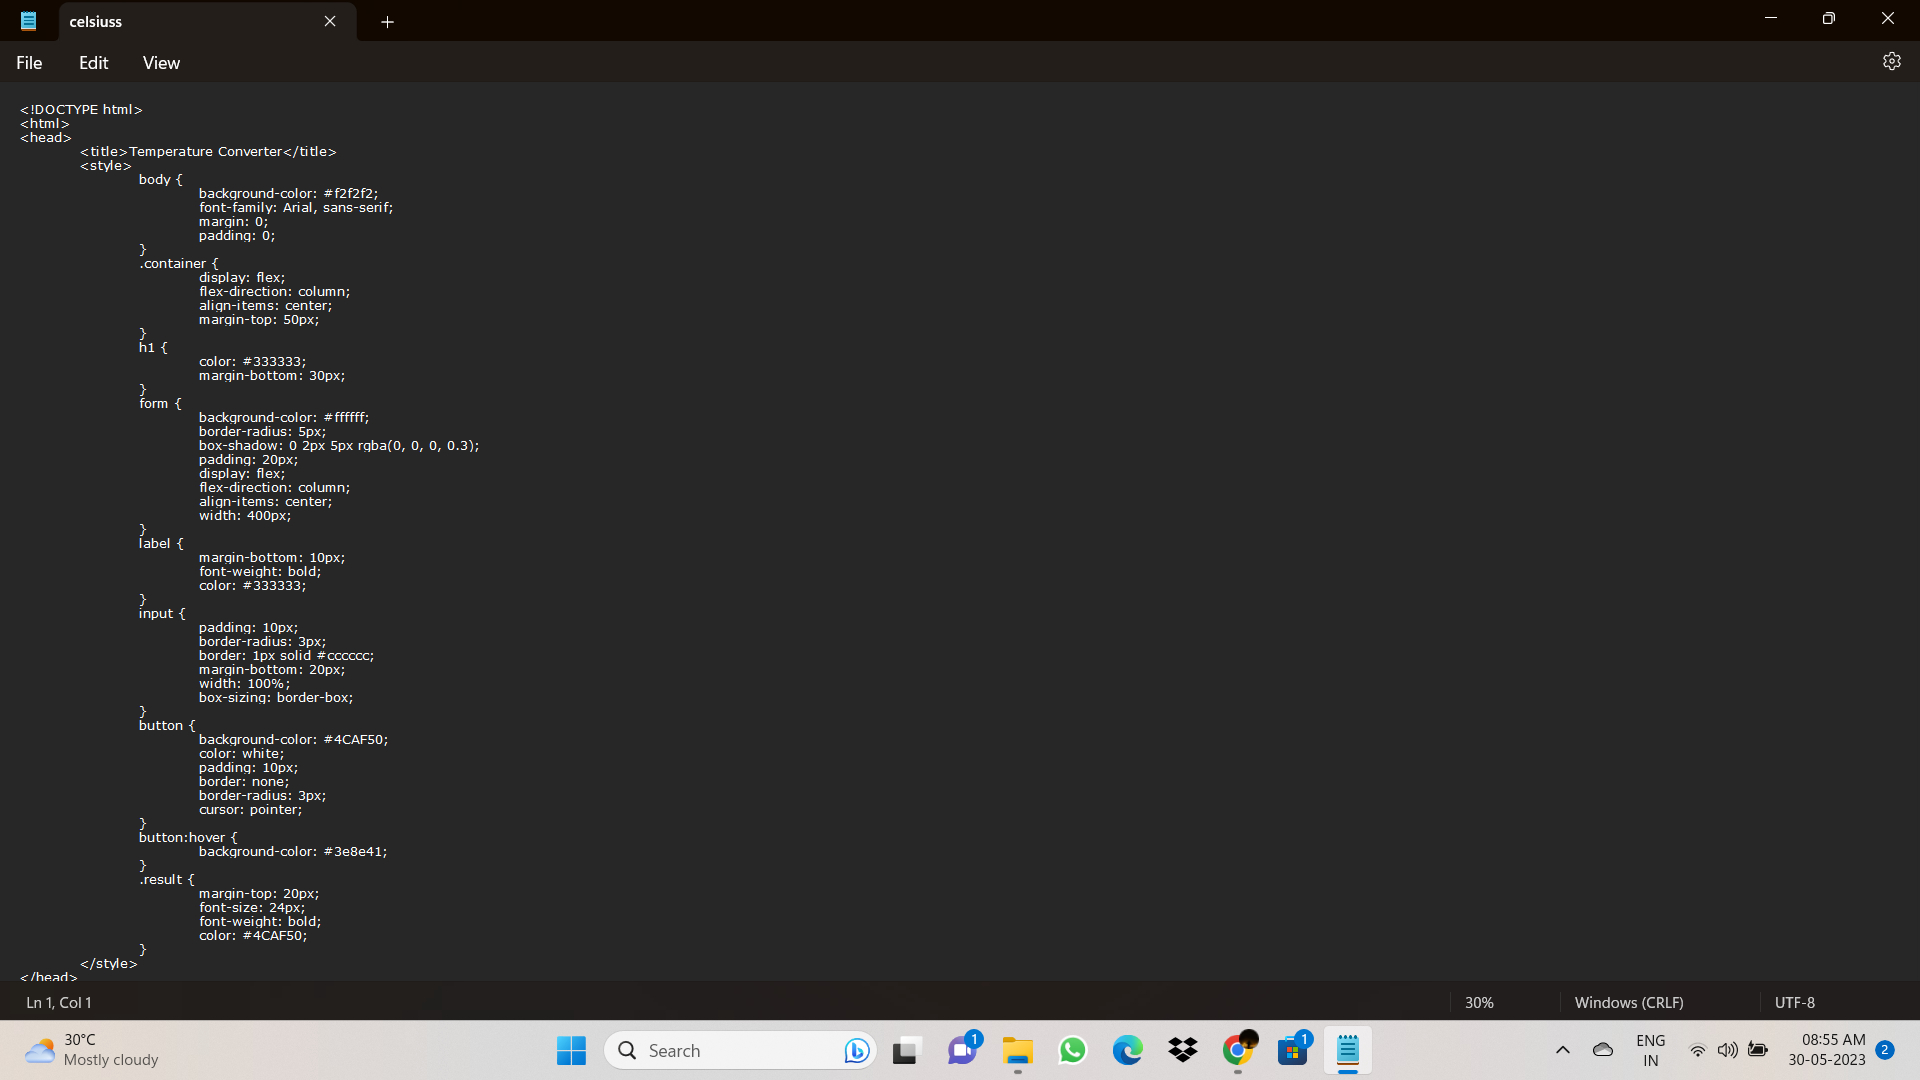 celsiuss
File Edit View
<!DOCTYPE html>
<html>
<head>
<title>Temperature Converter</title>
<style>
body {
background-color: #f2f2f2;
font-family: Arial, sans-serif;
margin: 0;
padding: 0;
}
.container {
display: flex;
flex-direction: column;
align-items: center;
margin-top: 50px;
}
h1 {
color: #333333;
margin-bottom: 30px;
}
form {
background-color: #ffffff;
border-radius: 5px;
box-shadow: 0 2px 5px rgba(0, 0, 0, 0.3);
padding: 20px;
display: flex;
flex-direction: column;
align-items: center;
width: 400px;
}
label {
margin-bottom: 10px;
font-weight: bold;
color: #333333;
}
input {
padding: 10px;
border-radius: 3px;
border: 1px solid #cccccc;
margin-bottom: 20px;
width: 100%;
box-sizing: border-box;
}
button {
background-color: #4CAF50;
color: white;
padding: 10px;
border: none;
border-radius: 3px;
cursor: pointer;
}
button:hover {
background-color: #3e8e41;
}
.result {
margin-top: 20px;
font-size: 24px;
font-weight: bold;
color: #4CAF50;
}
</style>
</head>
Ln 1, Col 1 30% Windows (CRLF) UTF-8
30°C
Mostly cloudy
Search
1
1
ENG
IN
08:55 AM
30-05-2023
2